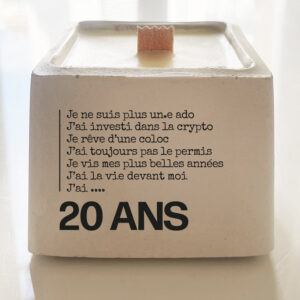 Je ne suis plus un.e ado
J'ai investi dans la crypto
Je rêve d'une coloc
J'ai toujours pas le permis
Je vis mes plus belles années
J'ai la vie devant moi
J'ai ....
20 ANS